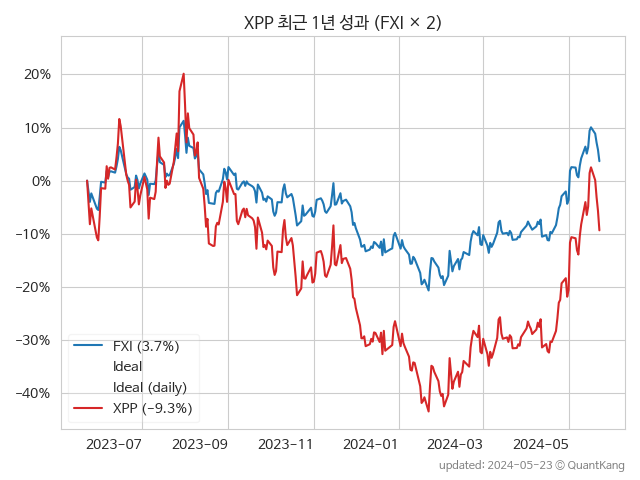 XPP 최근 1년 성과 (FXI × 2)
20%
10%
0%
−10%
−20%
−30%
−40%
FXI (3.7%)
Ideal
Ideal (daily)
XPP (−9.3%)
2023-07
2023-09
2023-11
2024-01
2024-03
2024-05
updated: 2024-05-23 © QuantKang